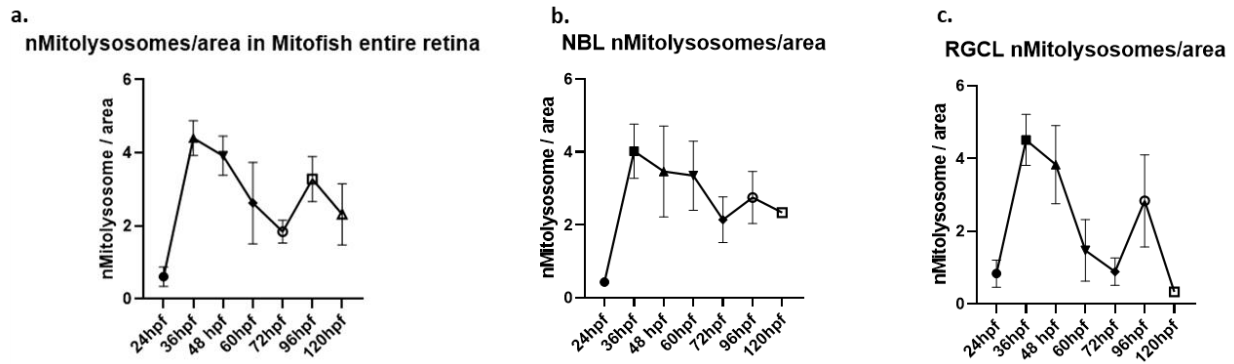 a.
nMitolysosomes/area in Mitofish entire retina
nMitolysosome / area
6
4
2
0
24hpf
36hpf
48 hpf
60hpf
72hpf
96hpf
120hpf
b.
NBL nMitolysosomes/area
nMitolysosome / area
6
4
2
0
24hpf
36hpf
48 hpf
60hpf
72hpf
96hpf
120hpf
c.
RGCL nMitolysosomes/area
nMitolysosome / area
6
4
2
0
24hpf
36hpf
48hpf
60hpf
72hpf
96hpf
120hpf